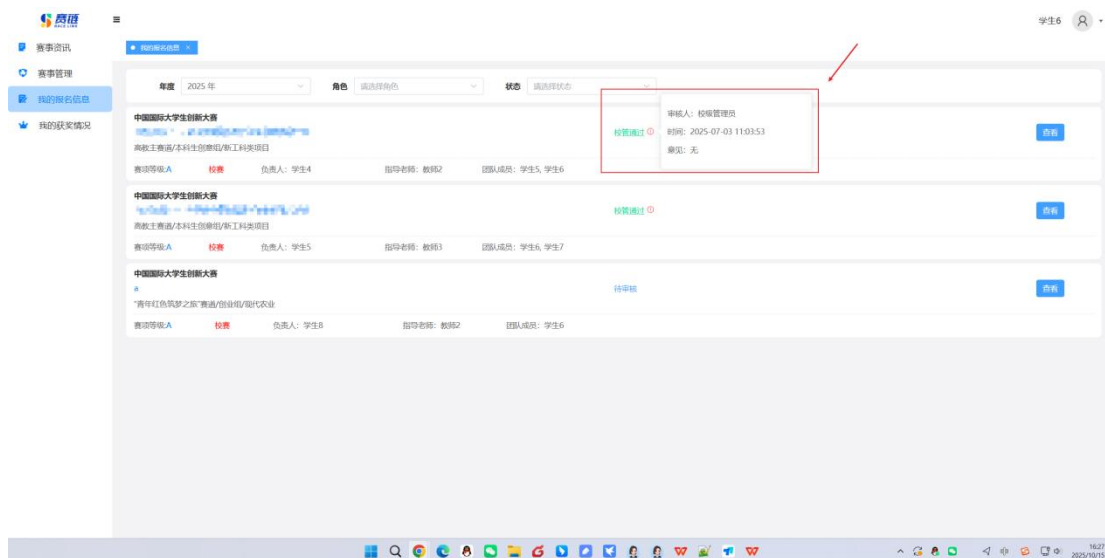 赛链
学生6
赛事资讯
我的报名信息 ×
赛事管理
年度 2025 年 角色 请选择角色 状态 请选择状态
我的报名信息
我的获奖情况
中国国际大学生创新大赛
校管通过
审核人：校级管理员
时间：2025-07-03 11:03:53
意见：无
查看
高教主赛道/本科生创意组/新工科类项目
赛项等级:A 校赛 负责人：学生4 指导老师：教师2 团队成员：学生5, 学生6
中国国际大学生创新大赛
校管通过
查看
高教主赛道/本科生创意组/新工科类项目
赛项等级:A 校赛 负责人：学生5 指导老师：教师3 团队成员：学生6, 学生7
中国国际大学生创新大赛
待审核
查看
"青年红色筑梦之旅"赛道/创业组/现代农业
赛项等级:A 校赛 负责人：学生8 指导老师：教师2 团队成员：学生6
16:27
2025/10/15